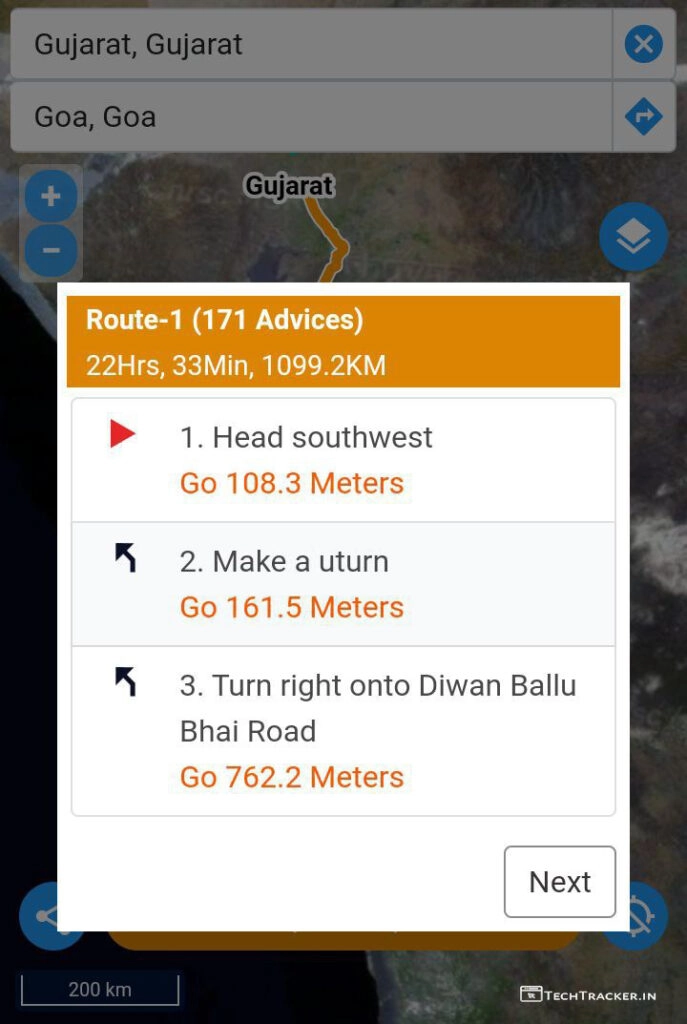 Gujarat, Gujarat
Goa, Goa
+
Gujarat
−
Route-1 (171 Advices)
22Hrs, 33Min, 1099.2KM
1. Head southwest
Go 108.3 Meters
2. Make a uturn
Go 161.5 Meters
3. Turn right onto Diwan Ballu
Bhai Road
Go 762.2 Meters
Next
200 km
TECHTRACKER.IN